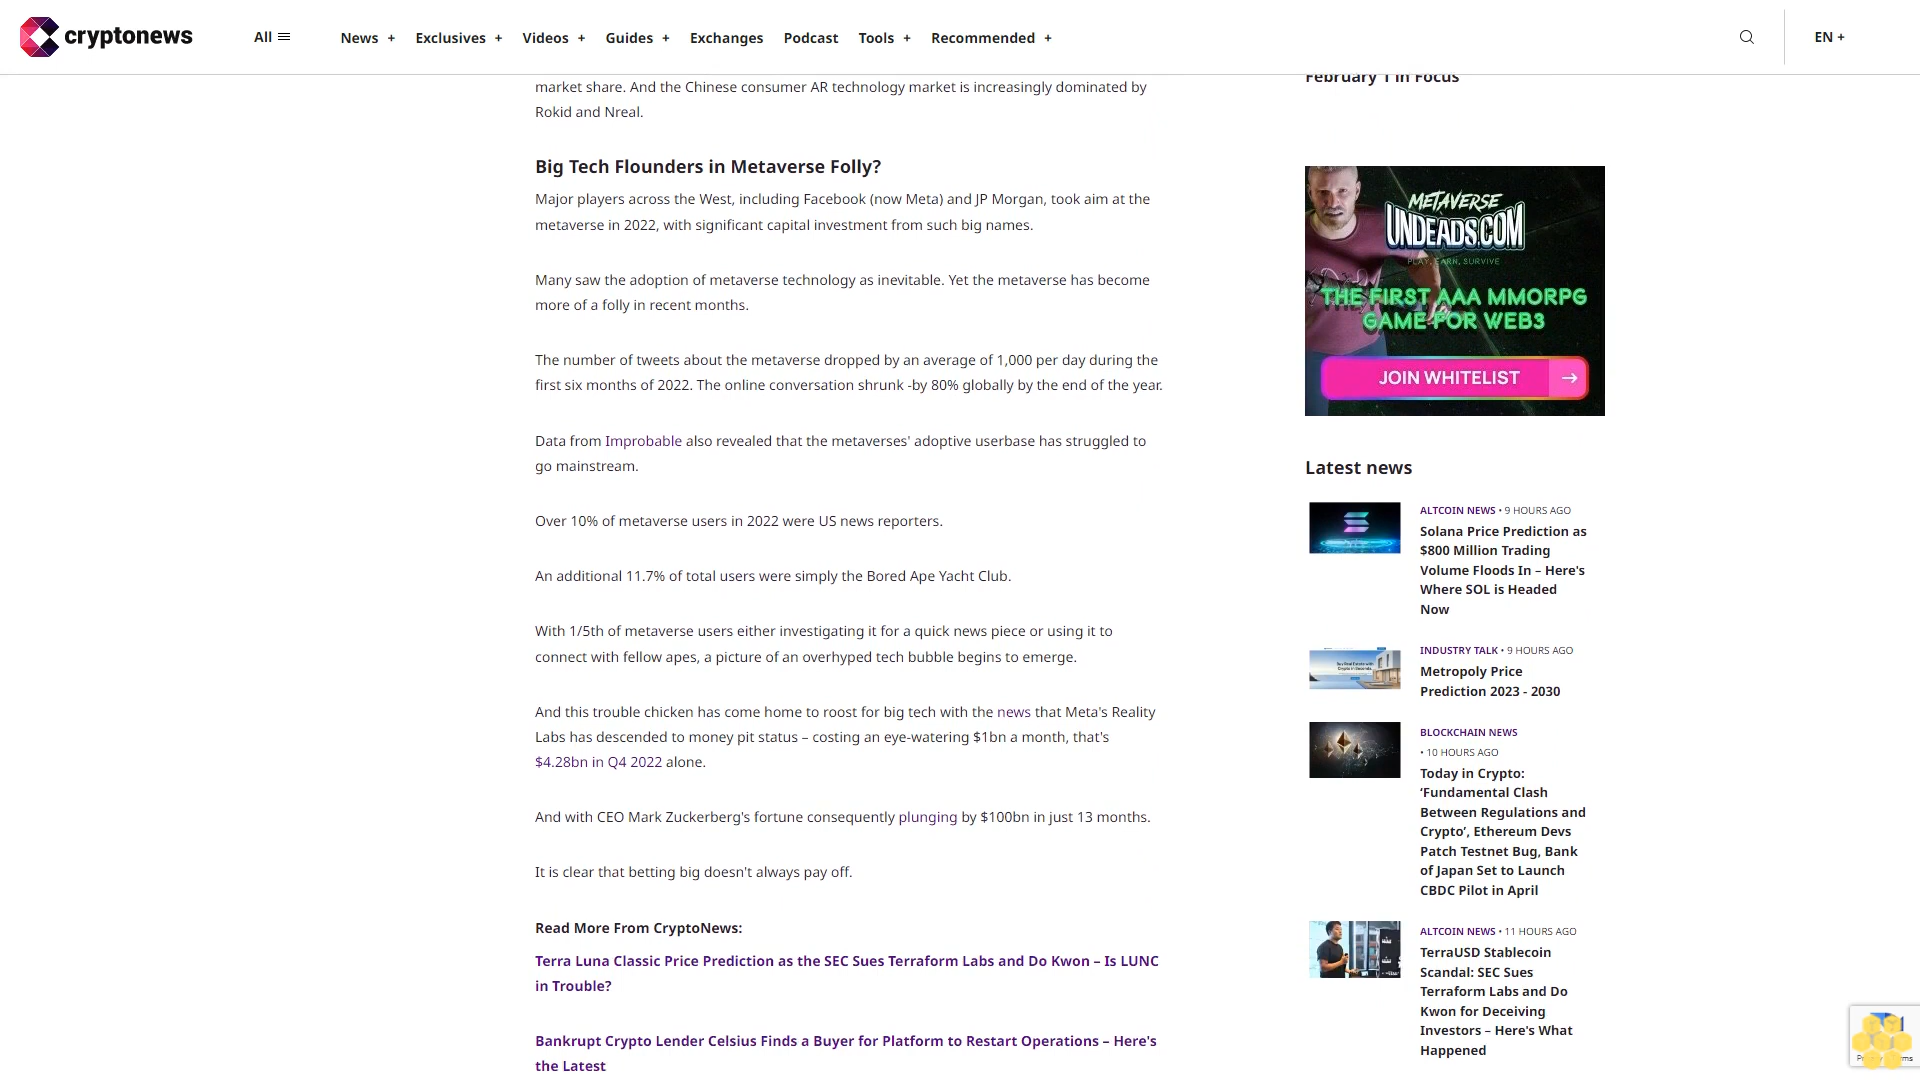 cryptonews
All
News +
Exclusives +
Videos +
Guides +
Exchanges
Podcast
Tools +
Recommended +
EN +
market share. And the Chinese consumer AR technology market is increasingly dominated by
Rokid and Nreal.
Big Tech Flounders in Metaverse Folly?
Major players across the West, including Facebook (now Meta) and JP Morgan, took aim at the
metaverse in 2022, with significant capital investment from such big names.
Many saw the adoption of metaverse technology as inevitable. Yet the metaverse has become
more of a folly in recent months.
The number of tweets about the metaverse dropped by an average of 1,000 per day during the
first six months of 2022. The online conversation shrunk -by 80% globally by the end of the year.
Data from Improbable also revealed that the metaverses' adoptive userbase has struggled to
go mainstream.
Over 10% of metaverse users in 2022 were US news reporters.
An additional 11.7% of total users were simply the Bored Ape Yacht Club.
With 1/5th of metaverse users either investigating it for a quick news piece or using it to
connect with fellow apes, a picture of an overhyped tech bubble begins to emerge.
And this trouble chicken has come home to roost for big tech with the news that Meta's Reality
Labs has descended to money pit status – costing an eye-watering $1bn a month, that's
$4.28bn in Q4 2022 alone.
And with CEO Mark Zuckerberg's fortune consequently plunging by $100bn in just 13 months.
It is clear that betting big doesn't always pay off.
Read More From CryptoNews:
Terra Luna Classic Price Prediction as the SEC Sues Terraform Labs and Do Kwon – Is LUNC
in Trouble?
Bankrupt Crypto Lender Celsius Finds a Buyer for Platform to Restart Operations – Here's
the Latest
February 1 in Focus
METAVERSE
UNDEADS.COM
PLAY, EARN, SURVIVE
THE FIRST AAA MMORPG
GAME FOR WEB3
JOIN WHITELIST
Latest news
ALTCOIN NEWS • 9 HOURS AGO
Solana Price Prediction as
$800 Million Trading
Volume Floods In – Here's
Where SOL is Headed
Now
INDUSTRY TALK • 9 HOURS AGO
Metropoly Price
Prediction 2023 - 2030
BLOCKCHAIN NEWS
• 10 HOURS AGO
Today in Crypto:
‘Fundamental Clash
Between Regulations and
Crypto’, Ethereum Devs
Patch Testnet Bug, Bank
of Japan Set to Launch
CBDC Pilot in April
ALTCOIN NEWS • 11 HOURS AGO
TerraUSD Stablecoin
Scandal: SEC Sues
Terraform Labs and Do
Kwon for Deceiving
Investors – Here's What
Happened